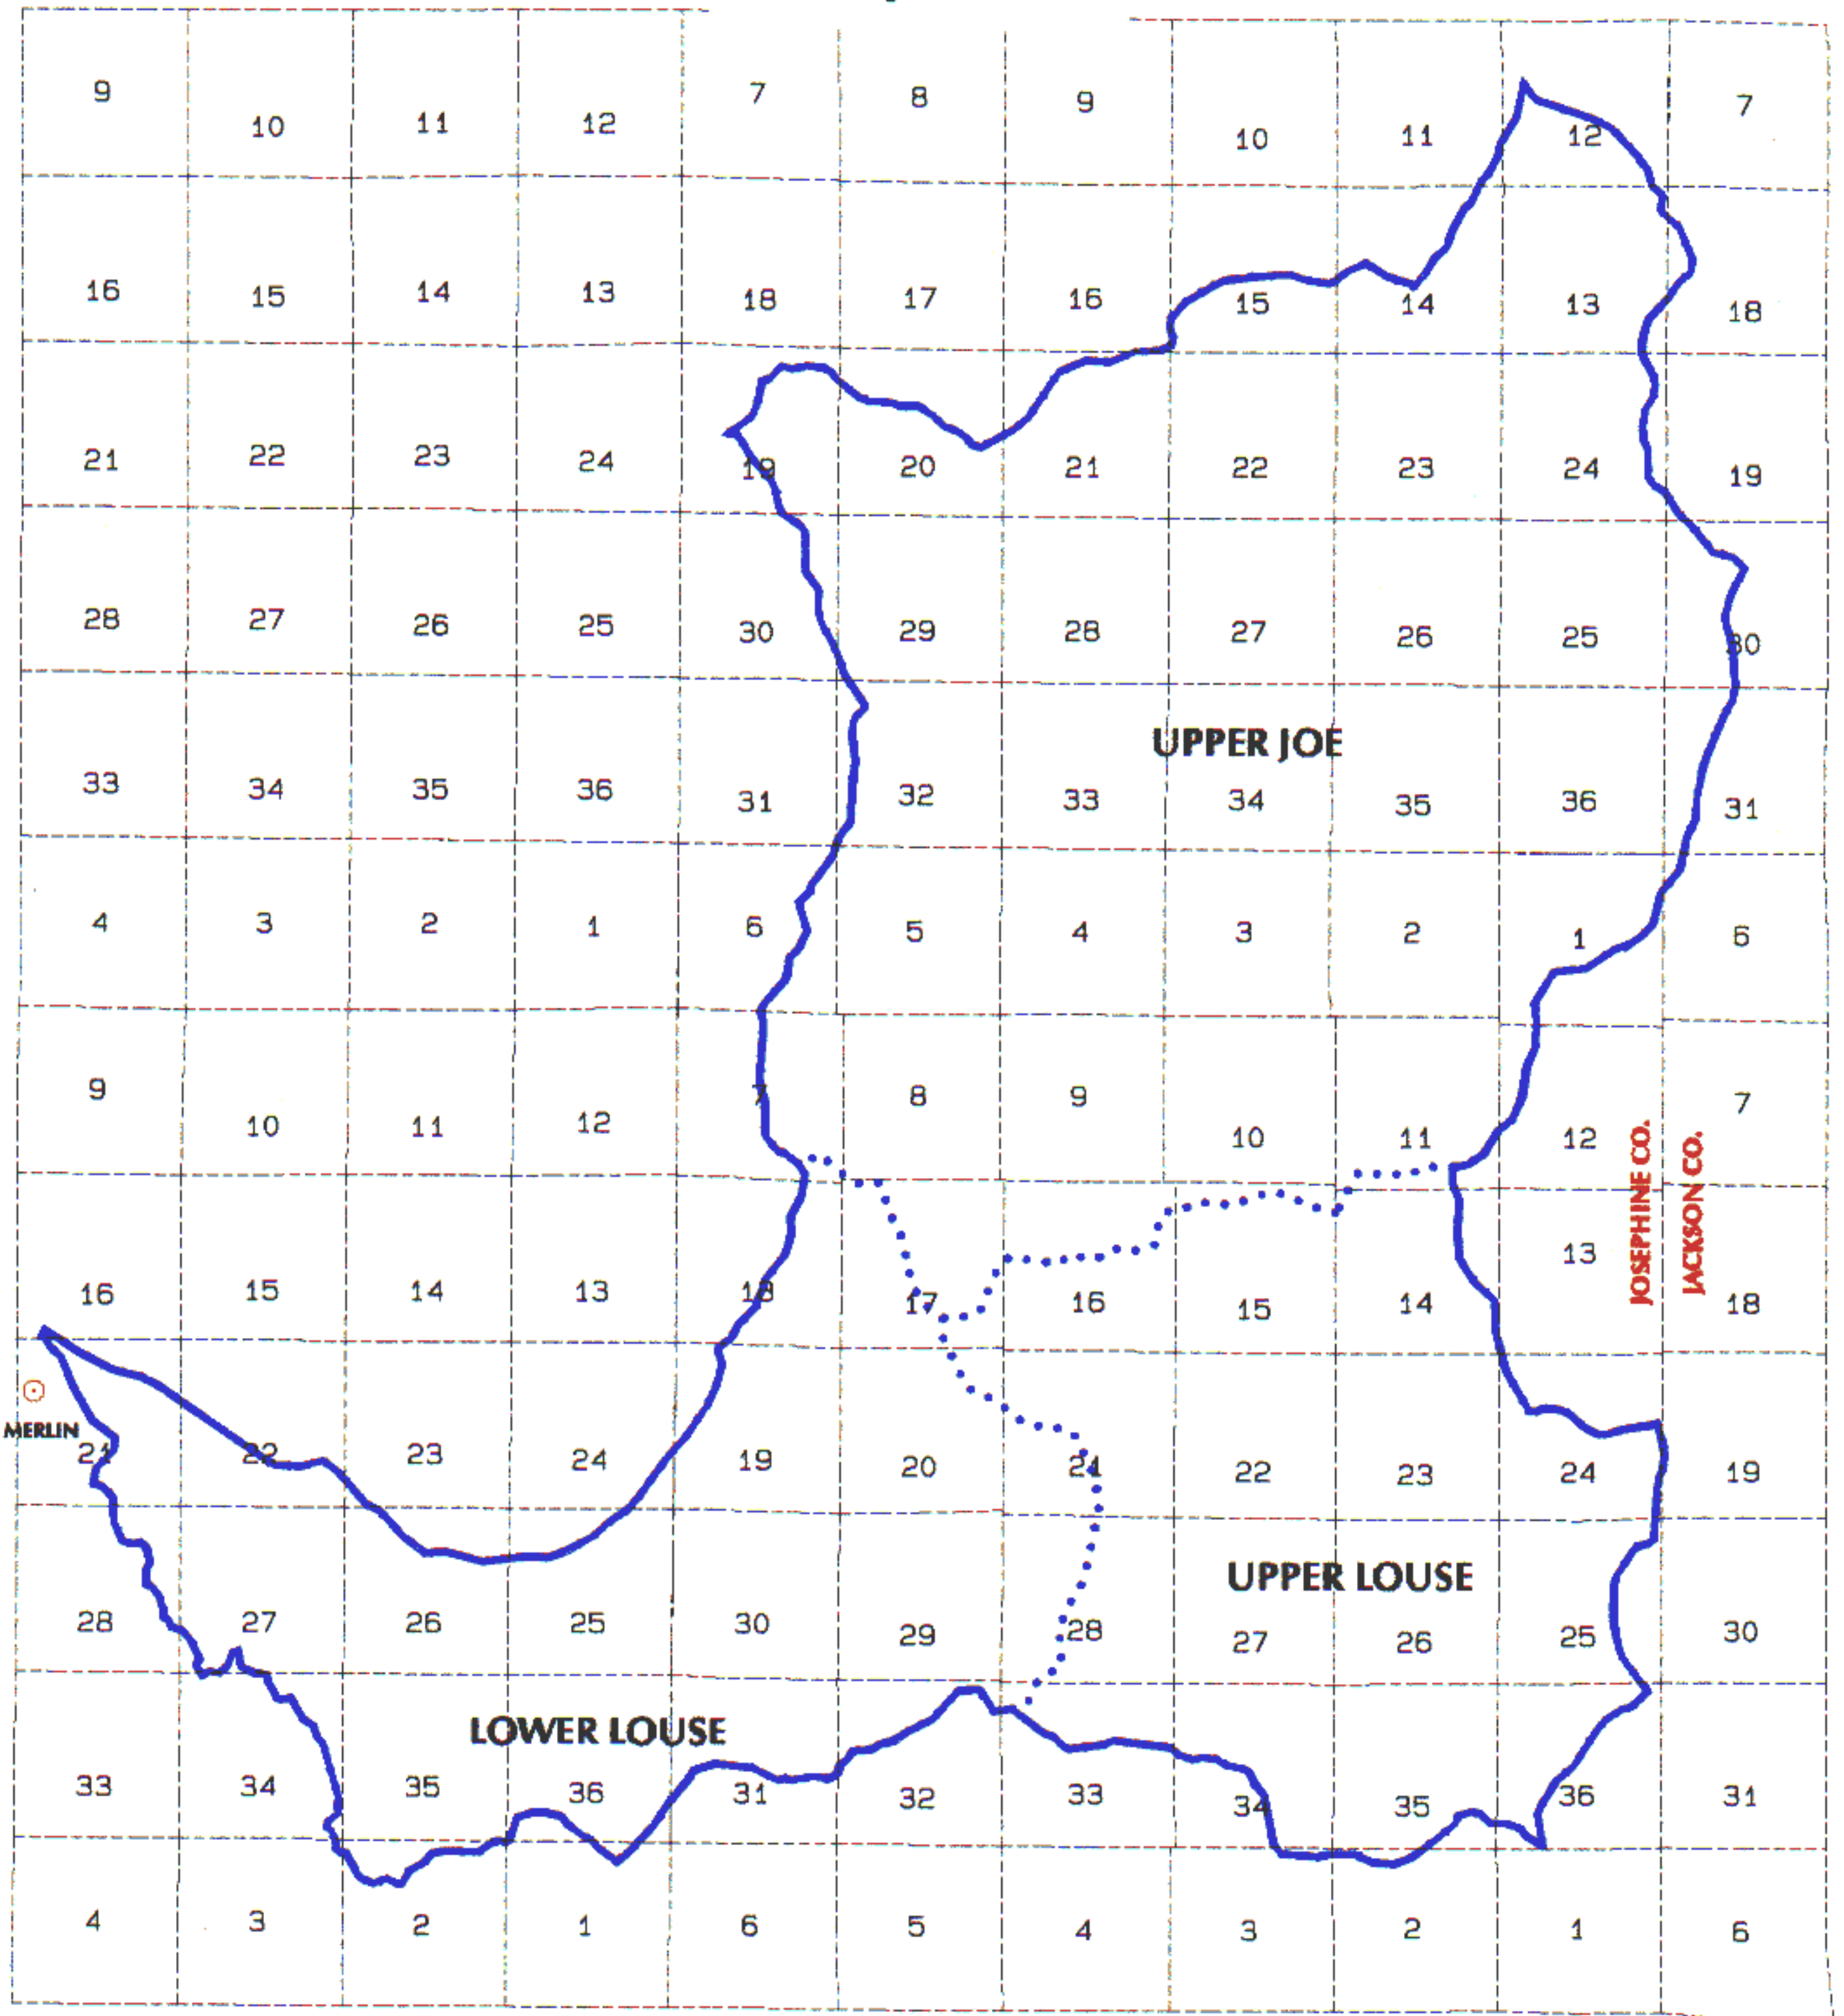 9 10 11 12 7 8 9 10 11 12 7
16 15 14 13 18 17 16 15 14 13 18
21 22 23 24 19 20 21 22 23 24 19
28 27 26 25 30 29 28 27 26 25 30
UPPER JOE
33 34 35 36 31 32 33 34 35 36 31
4 3 2 1 6 5 4 3 2 1 6
9 10 11 12 7 8 9 10 11 12 7
JOSEPHINE CO.
JACKSON CO.
16 15 14 13 18 17 16 15 14 13 18
MERLIN
21 22 23 24 19 20 21 22 23 24 19
UPPER LOUSE
28 27 26 25 30 29 28 27 26 25 30
LOWER LOUSE
33 34 35 36 31 32 33 34 35 36 31
4 3 2 1 6 5 4 3 2 1 6